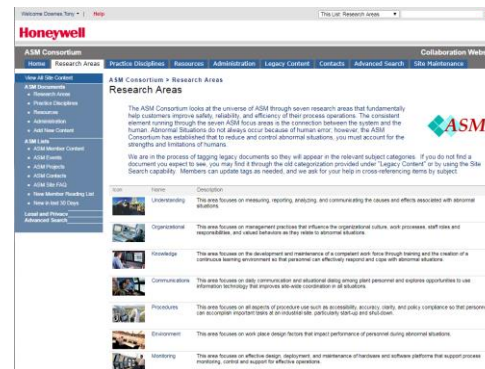 Welcome Downes Tony
Help
This List: Research Areas
Honeywell
ASM Consortium
Collaboration Webs
Home Research Areas Practice Disciplines Resources Administration Legacy Content Contacts Advanced Search Site Maintenance
View All Site Content
ASM Documents
Research Areas
Practice Disciplines
Resources
Administration
Add New Content
ASM Lists
ASM Member Content
ASM Events
ASM Projects
ASM Contacts
ASM Site FAQ
New Member Reading List
New in last 30 Days
Legal and Privacy
Advanced Search
ASM Consortium > Research Areas
Research Areas
The ASM Consortium looks at the universe of ASM through seven research areas that fundamentally
help customers improve safety, reliability, and efficiency of their process operations. The consistent
element running through the seven ASM focus areas is the connection between the system and the
human. Abnormal Situations do not always occur because of human error; however, the ASM
Consortium has established that to reduce and control abnormal situations, you must account for the
strengths and limitations of humans.
ASM
We are in the process of tagging legacy documents so they will appear in the relevant subject categories. If you do not find a
document you expect to see, you may find it through the old categorization provided under "Legacy Content" or by using the Site
Search capability. Members can update tags as needed, and we ask for your help in cross-referencing items by subject
Icon Name Description
Understanding This area focuses on measuring, reporting, analyzing, and communicating the causes and effects associated with abnormal
situations.
Organizational This area focuses on management practices that influence the organizational culture, work processes, staff roles and
responsibilities, and valued behaviors as they relate to abnormal situations.
Knowledge This area focuses on the development and maintenance of a competent work force through training and the creation of a
continuous learning environment so that personnel can effectively respond and cope with abnormal situations.
Communications This area focuses on daily communication and situational dialog among plant personnel and explores opportunities to use
information technology that improves site-wide coordination in all situations.
Procedures This area focuses on all aspects of procedure use such as accessibility, accuracy, clarity, and policy compliance so that personnel
can accomplish important tasks at an industrial site, particularly start-up and shut-down.
Environment This area focuses on work place design factors that impact performance of personnel during abnormal situations.
Monitoring This area focuses on effective design, deployment, and maintenance of hardware and software platforms that support process
monitoring, control and support for effective operations.